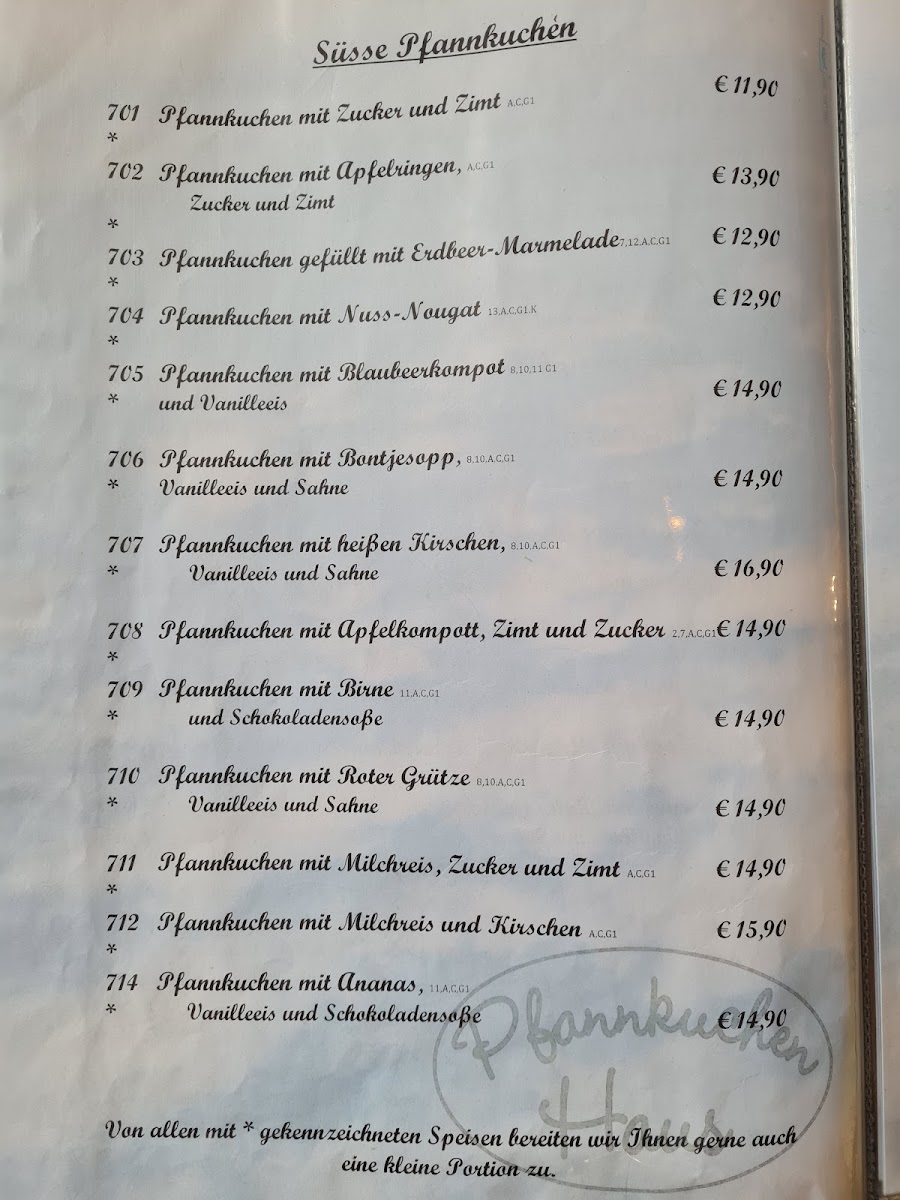 Süsse Pfannkuchen
701 Pfannkuchen mit Zucker und Zimt A,C,G1 € 11,90
*
702 Pfannkuchen mit Apfelringen, A,C,G1 € 13,90
Zucker und Zimt
*
703 Pfannkuchen gefüllt mit Erdbeer-Marmelade 7,12,A,C,G1 € 12,90
*
704 Pfannkuchen mit Nuss-Nougat 13,A,C,G1,K € 12,90
*
705 Pfannkuchen mit Blaubeerkompot 8,10,11 G1
* und Vanilleeis € 14,90
706 Pfannkuchen mit Bontjesopp, 8,10,A,C,G1
* Vanilleeis und Sahne € 14,90
707 Pfannkuchen mit heißen Kirschen, 8,10,A,C,G1
* Vanilleeis und Sahne € 16,90
708 Pfannkuchen mit Apfelkompott, Zimt und Zucker 2,7,A,C,G1 € 14,90
*
709 Pfannkuchen mit Birne 11,A,C,G1
* und Schokoladensoße € 14,90
710 Pfannkuchen mit Roter Grütze 8,10,A,C,G1
* Vanilleeis und Sahne € 14,90
711 Pfannkuchen mit Milchreis, Zucker und Zimt A,C,G1 € 14,90
*
712 Pfannkuchen mit Milchreis und Kirschen A,C,G1 € 15,90
*
714 Pfannkuchen mit Ananas, 11,A,C,G1
* Vanilleeis und Schokoladensoße € 14,90
Pfannkuchen
Haus
Von allen mit * gekennzeichneten Speisen bereiten wir Ihnen gerne auch
eine kleine Portion zu.